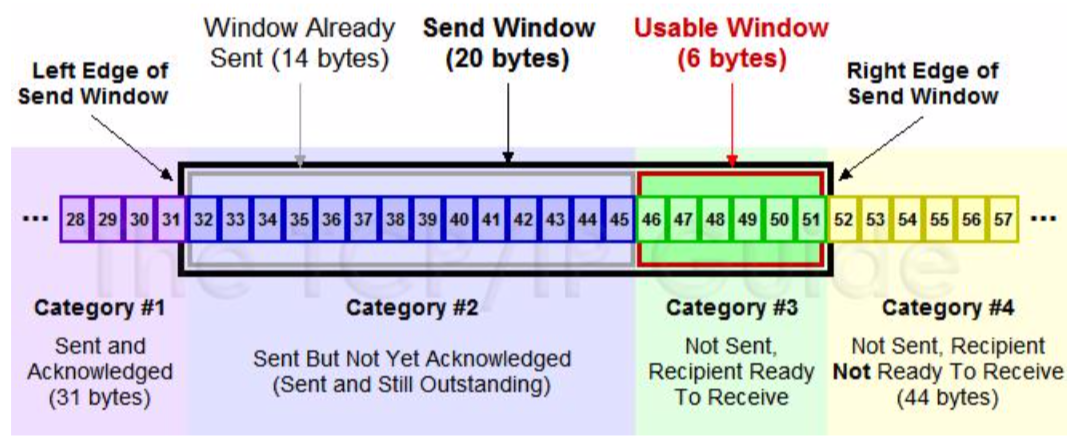 Window Already
Sent (14 bytes)
Send Window
(20 bytes)
Usable Window
(6 bytes)
Left Edge of
Send Window
Right Edge of
Send Window
... 28 29 30 31 32 33 34 35 36 37 38 39 40 41 42 43 44 45 46 47 48 49 50 51 52 53 54 55 56 57 ...
The TCP/IP Guide
Category #1
Sent and
Acknowledged
(31 bytes)
Category #2
Sent But Not Yet Acknowledged
(Sent and Still Outstanding)
Category #3
Not Sent,
Recipient Ready
To Receive
Category #4
Not Sent, Recipient
Not Ready To Receive
(44 bytes)